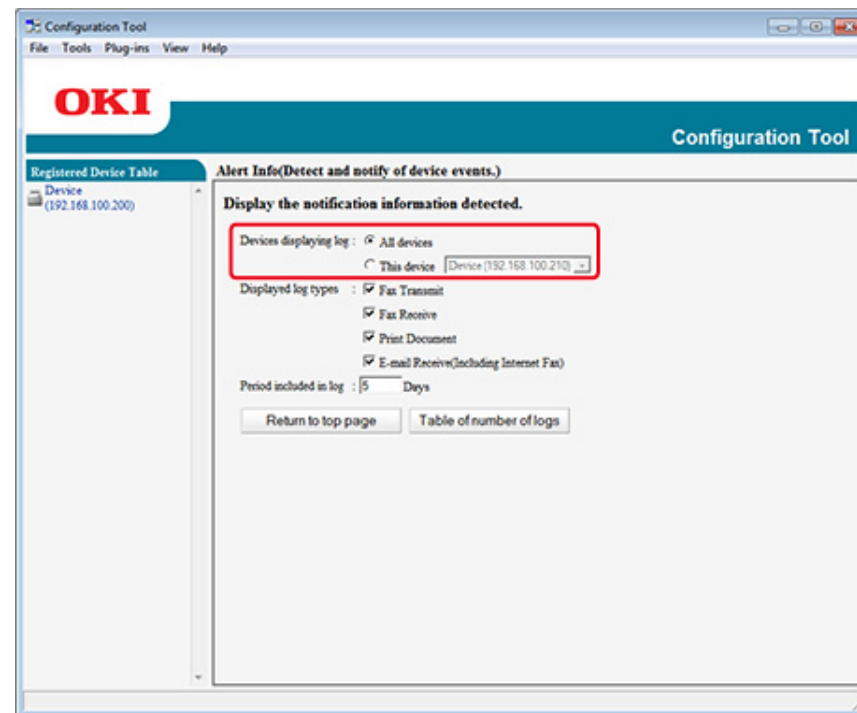 Configuration Tool
File Tools Plug-ins View Help
OKI
Configuration Tool
Registered Device Table
Device
(192.168.100.200)
Alert Info(Detect and notify of device events.)
Display the notification information detected.
Devices displaying log : All devices
This device Device (192.168.100.210)
Displayed log types : Fax Transmit
Fax Receive
Print Document
E-mail Receive(Including Internet Fax)
Period included in log : 5 Days
Return to top page Table of number of logs